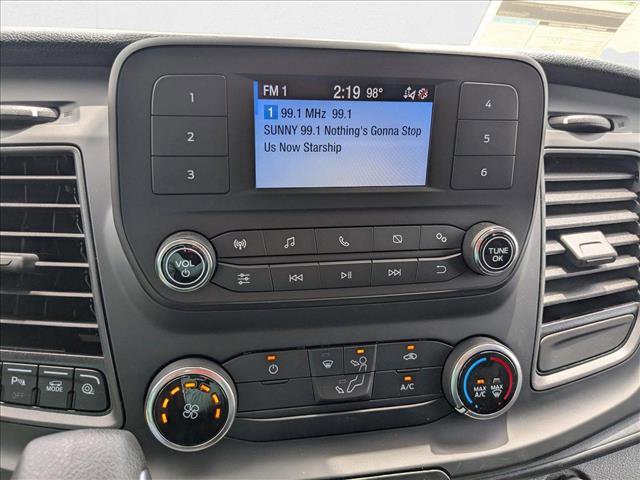 FM 1 2:19 98°
1 99.1 MHz 99.1
SUNNY 99.1 Nothing's Gonna Stop
Us Now Starship
1
2
3
4
5
6
VOL
TUNE
OK
P
OFF
MODE
A/C
MAX
A/C
MAX